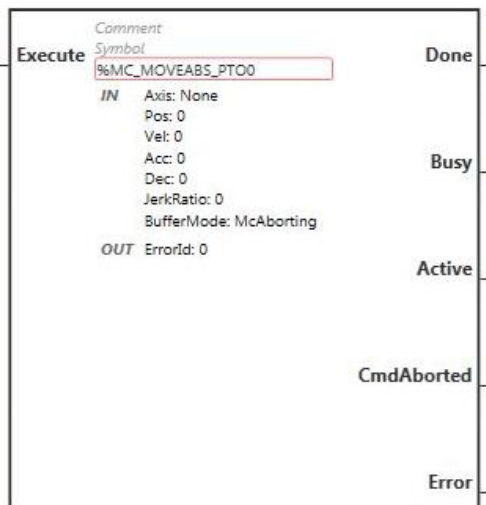 Comment
Execute Symbol Done
%MC_MOVEABS_PTO0
IN Axis: None
Pos: 0
Vel: 0
Acc: 0
Busy
Dec: 0
JerkRatio: 0
BufferMode: McAborting
OUT ErrorId: 0
Active
CmdAborted
Error